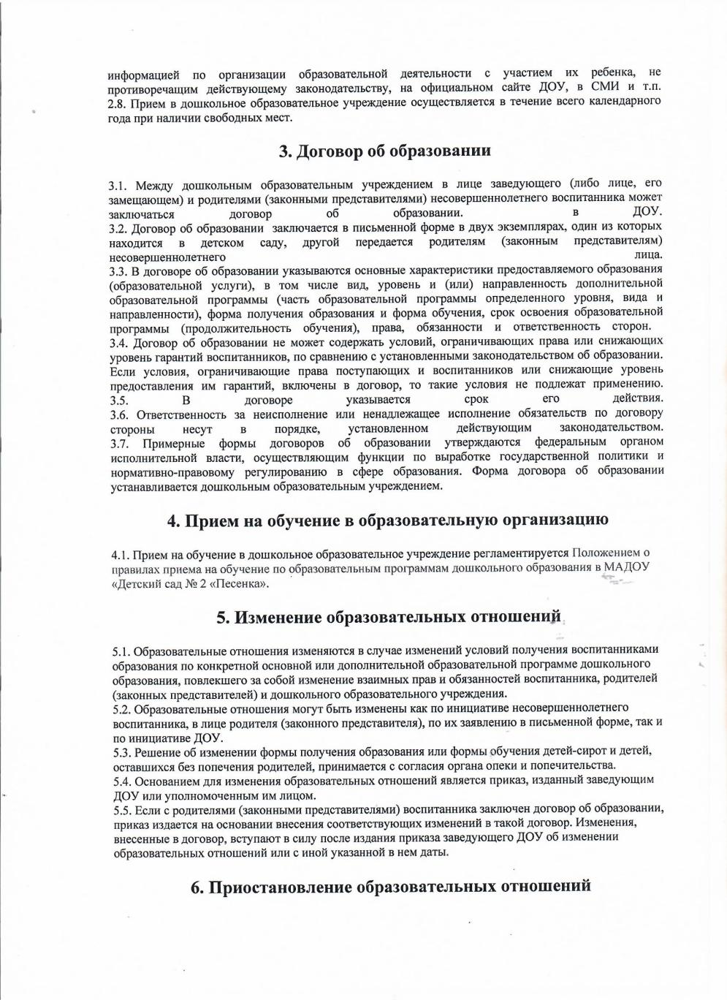 информацией по организации образовательной деятельности с участием их ребенка, не
противоречащим действующему законодательству, на официальном сайте ДОУ, в СМИ и т.п.
2.8. Прием в дошкольное образовательное учреждение осуществляется в течение всего календарного
года при наличии свободных мест.
3. Договор об образовании
3.1. Между дошкольным образовательным учреждением в лице заведующего (либо лице, его
замещающем) и родителями (законными представителями) несовершеннолетнего воспитанника может
заключаться договор об образовании. в ДОУ.
3.2. Договор об образовании заключается в письменной форме в двух экземплярах, один из которых
находится в детском саду, другой передается родителям (законным представителям)
несовершеннолетнего лица.
3.3. В договоре об образовании указываются основные характеристики предоставляемого образования
(образовательной услуги), в том числе вид, уровень и (или) направленность дополнительной
образовательной программы (часть образовательной программы определенного уровня, вида и
направленности), форма получения образования и форма обучения, срок освоения образовательной
программы (продолжительность обучения), права, обязанности и ответственность сторон.
3.4. Договор об образовании не может содержать условий, ограничивающих права или снижающих
уровень гарантий воспитанников, по сравнению с установленными законодательством об образовании.
Если условия, ограничивающие права поступающих и воспитанников или снижающие уровень
предоставления им гарантий, включены в договор, то такие условия не подлежат применению.
3.5. В договоре указывается срок его действия.
3.6. Ответственность за неисполнение или ненадлежащее исполнение обязательств по договору
стороны несут в порядке, установленном действующим законодательством.
3.7. Примерные формы договоров об образовании утверждаются федеральным органом
исполнительной власти, осуществляющим функции по выработке государственной политики и
нормативно-правовому регулированию в сфере образования. Форма договора об образовании
устанавливается дошкольным образовательным учреждением.
4. Прием на обучение в образовательную организацию
4.1. Прием на обучение в дошкольное образовательное учреждение регламентируется Положением о
правилах приема на обучение по образовательным программам дошкольного образования в МАДОУ
«Детский сад № 2 «Песенка».
5. Изменение образовательных отношений
5.1. Образовательные отношения изменяются в случае изменений условий получения воспитанниками
образования по конкретной основной или дополнительной образовательной программе дошкольного
образования, повлекшего за собой изменение взаимных прав и обязанностей воспитанника, родителей
(законных представителей) и дошкольного образовательного учреждения.
5.2. Образовательные отношения могут быть изменены как по инициативе несовершеннолетнего
воспитанника, в лице родителя (законного представителя), по их заявлению в письменной форме, так и
по инициативе ДОУ.
5.3. Решение об изменении формы получения образования или формы обучения детей-сирот и детей,
оставшихся без попечения родителей, принимается с согласия органа опеки и попечительства.
5.4. Основанием для изменения образовательных отношений является приказ, изданный заведующим
ДОУ или уполномоченным им лицом.
5.5. Если с родителями (законными представителями) воспитанника заключен договор об образовании,
приказ издается на основании внесения соответствующих изменений в такой договор. Изменения,
внесенные в договор, вступают в силу после издания приказа заведующего ДОУ об изменении
образовательных отношений или с иной указанной в нем даты.
6. Приостановление образовательных отношений